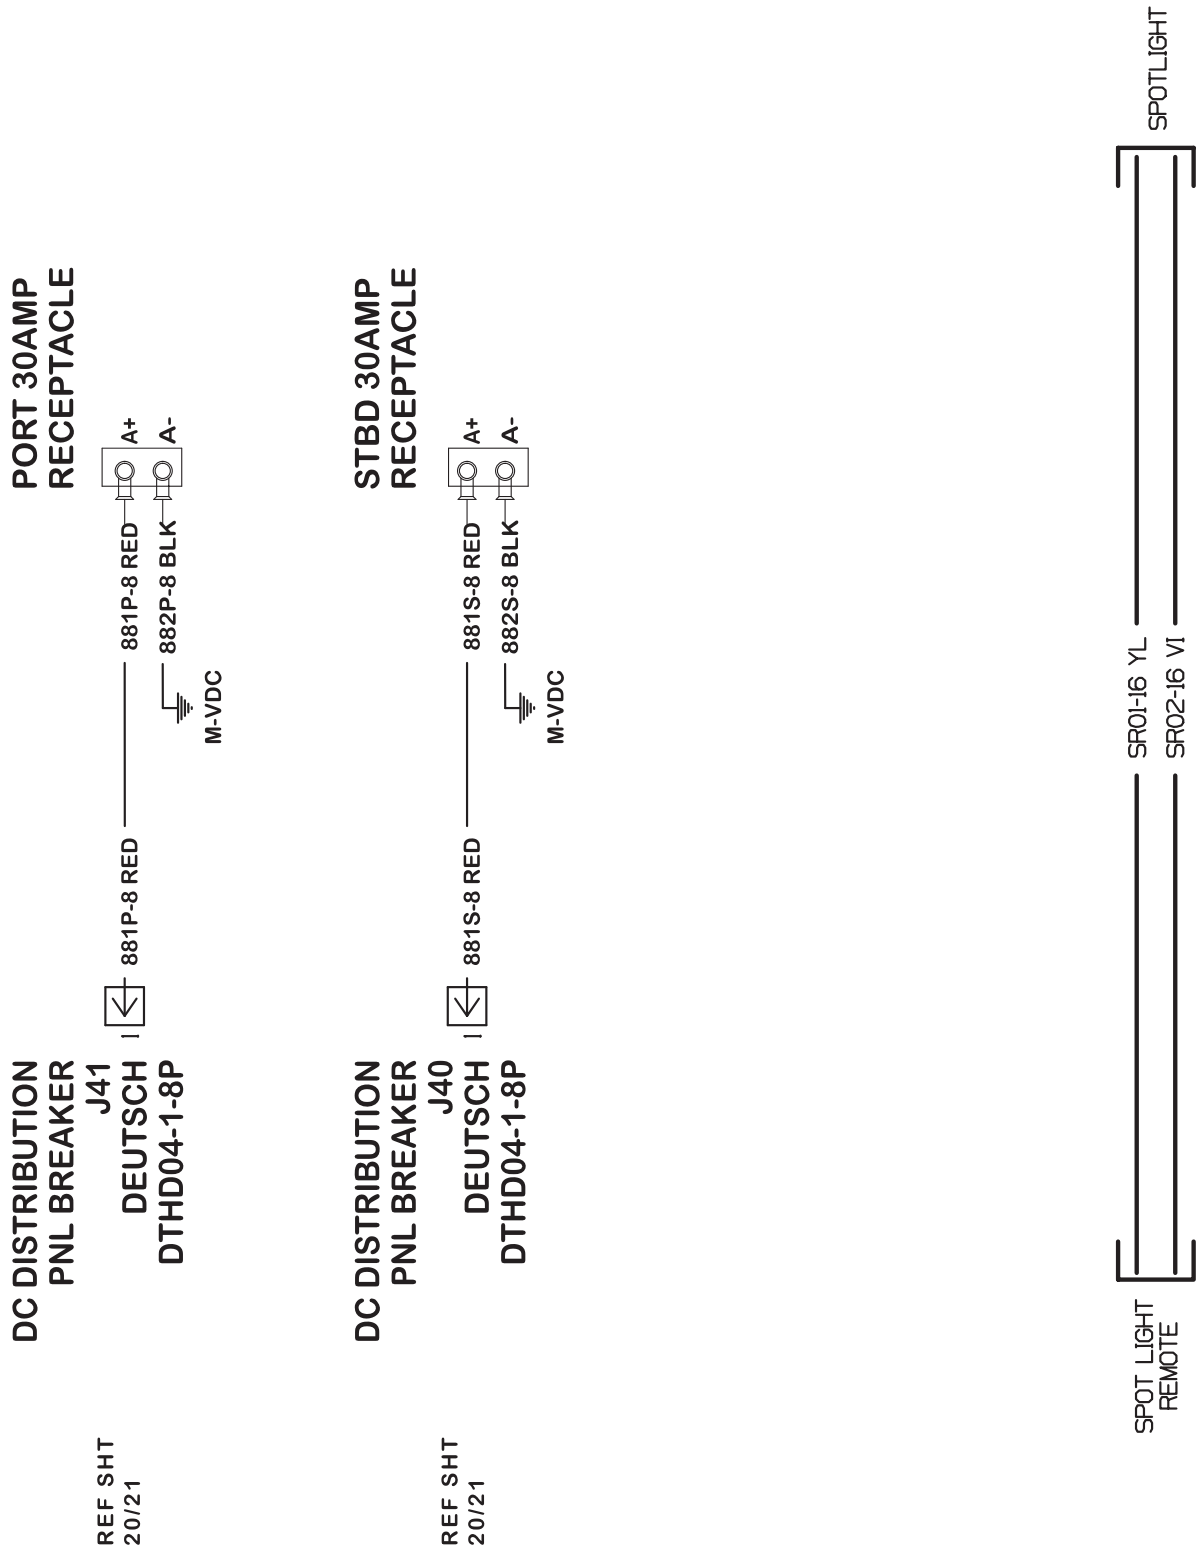 REF SHT
20/21
DC DISTRIBUTION
PNL BREAKER
J41
DEUTSCH
DTHD04-1-8P
1
881P-8 RED
881P-8 RED
882P-8 BLK
M-VDC
A+
A-
PORT 30AMP
RECEPTACLE
REF SHT
20/21
DC DISTRIBUTION
PNL BREAKER
J40
DEUTSCH
DTHD04-1-8P
1
881S-8 RED
881S-8 RED
882S-8 BLK
M-VDC
A+
A-
STBD 30AMP
RECEPTACLE
SPOT LIGHT
REMOTE
SR01-16 YL
SR02-16 VI
SPOTLIGHT